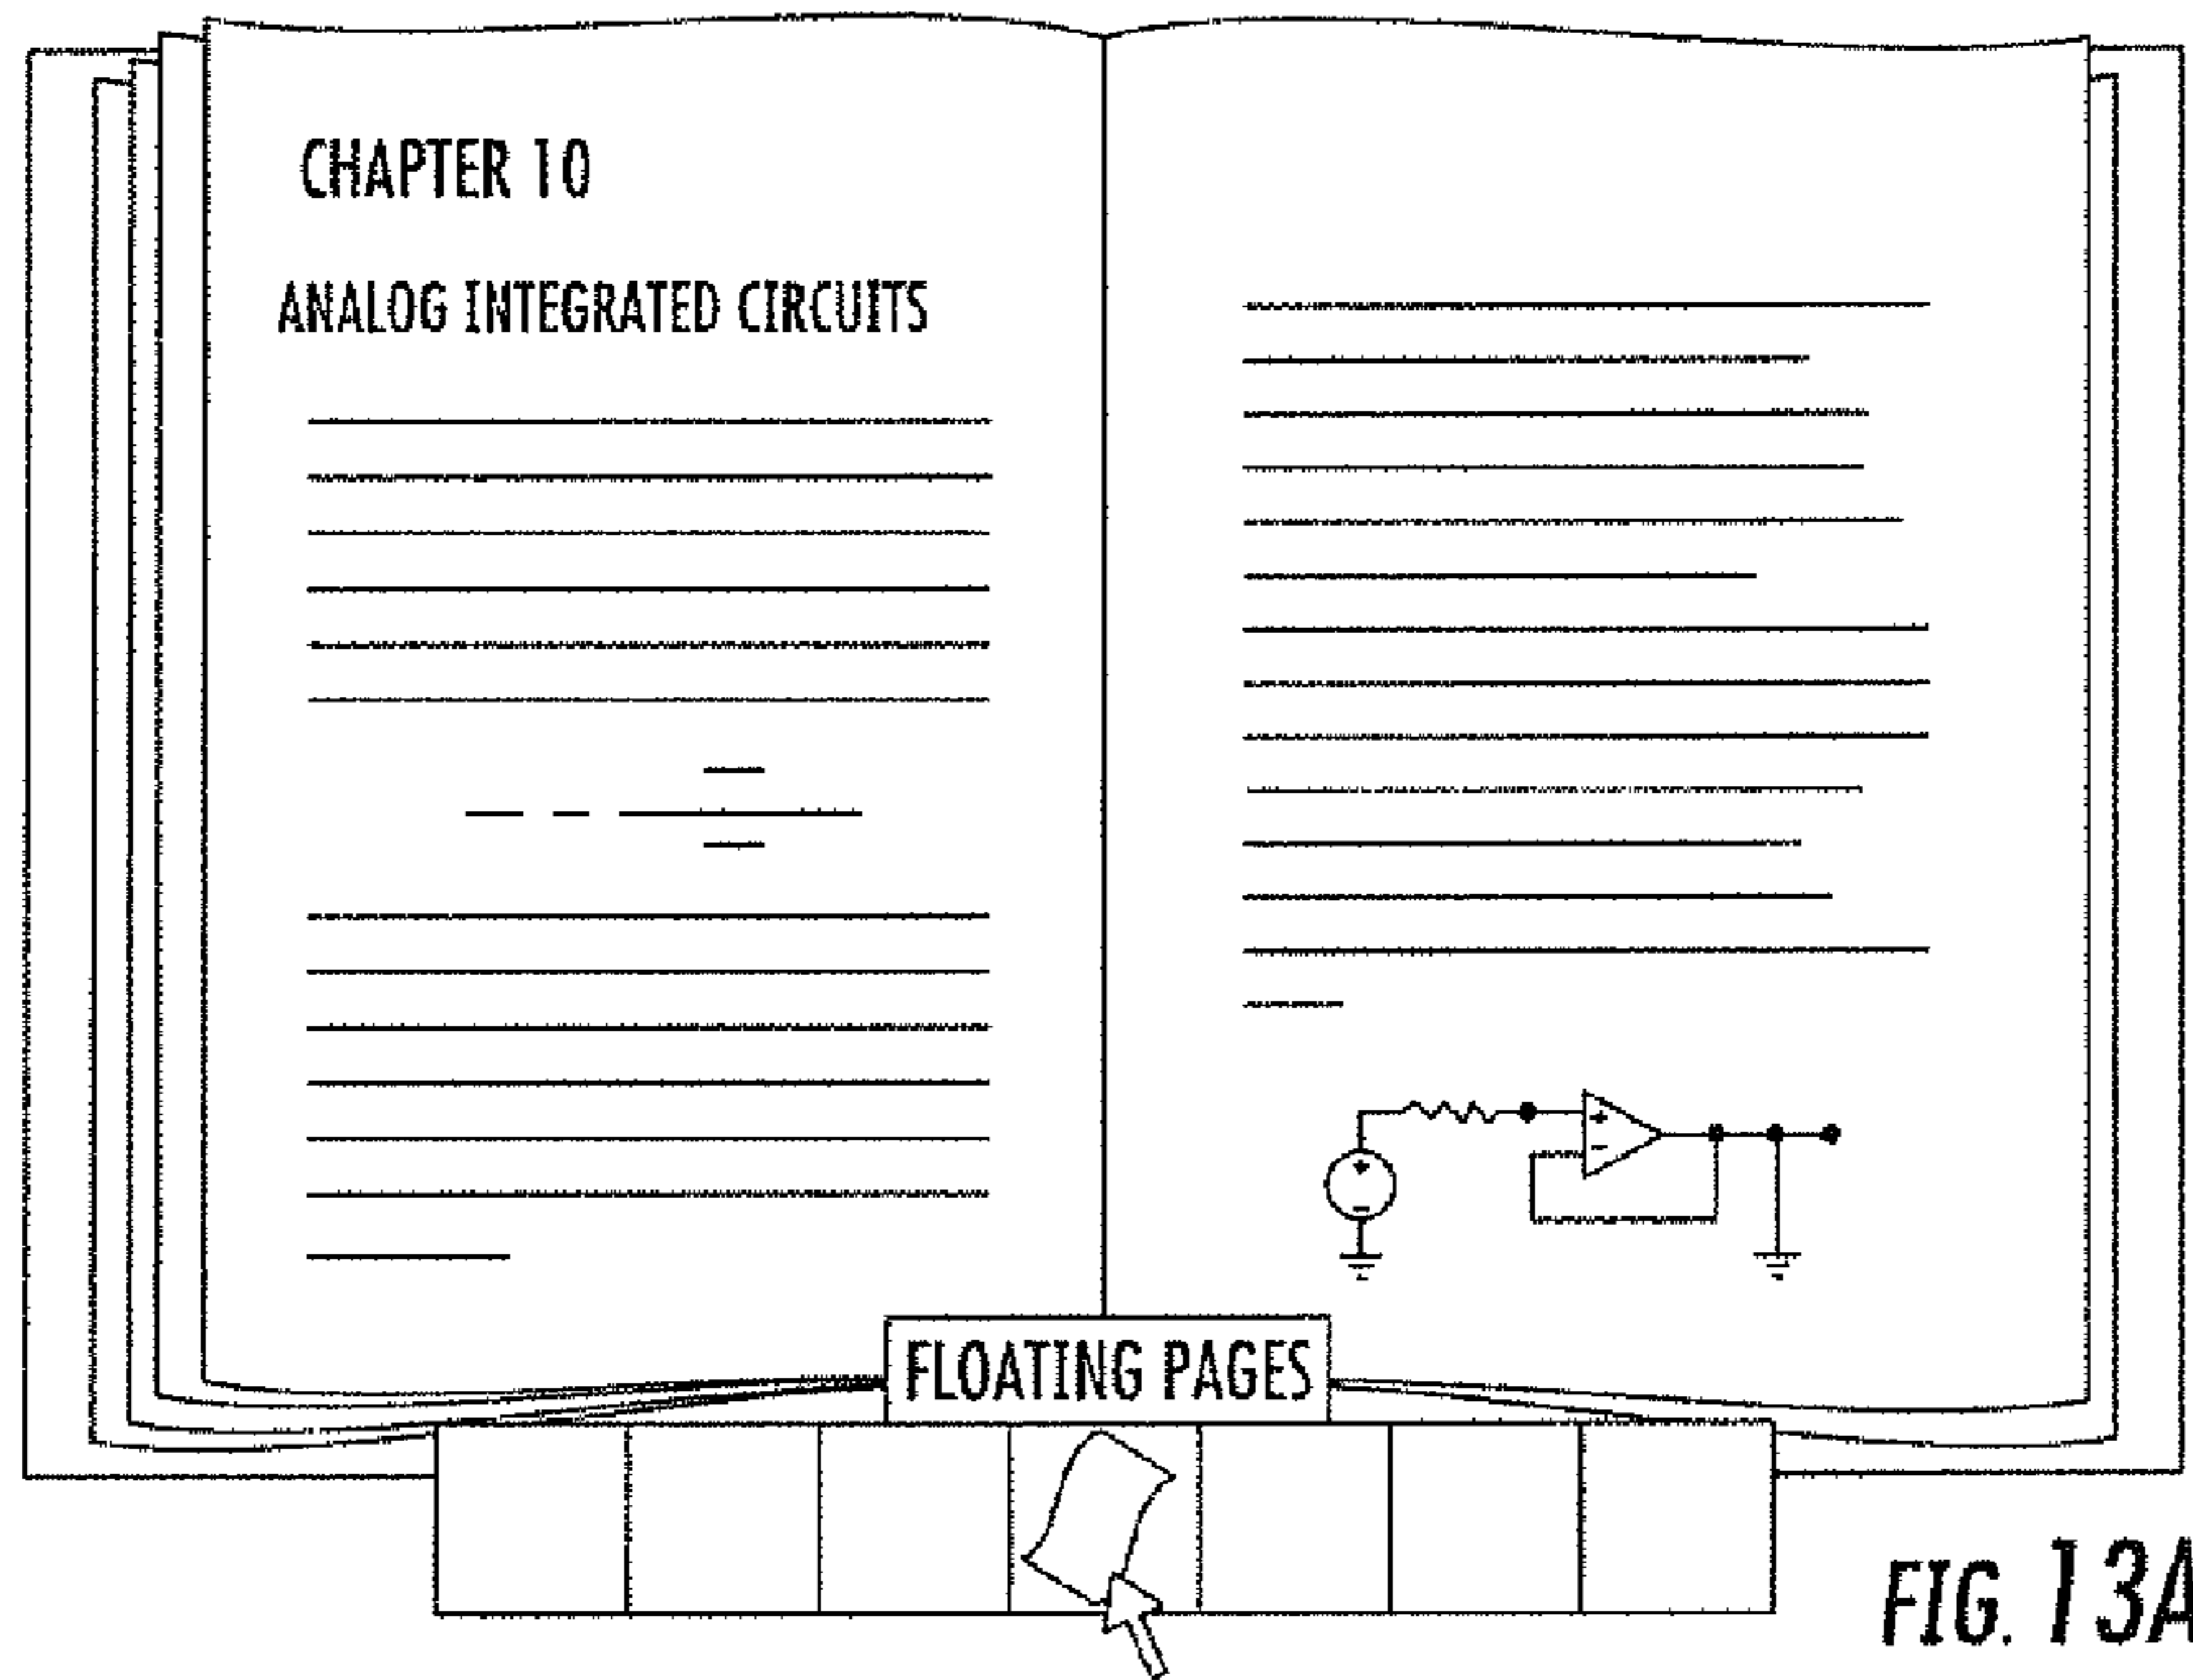 CHAPTER 10
ANALOG INTEGRATED CIRCUITS
+
-
+
-
FLOATING PAGES
FIG. 13A